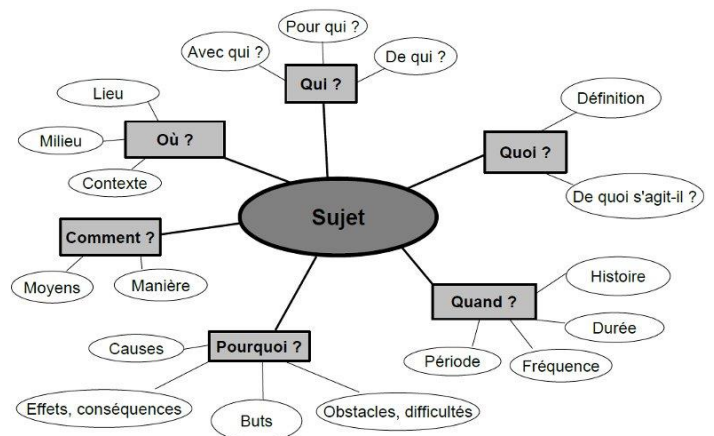 Pour qui ?
Avec qui ?
De qui ?
Qui ?
Lieu
Définition
Milieu
Où ?
Quoi ?
Contexte
De quoi s'agit-il ?
Sujet
Comment ?
Moyens
Manière
Histoire
Quand ?
Durée
Période
Fréquence
Causes
Pourquoi ?
Effets, conséquences
Buts
Obstacles, difficultés